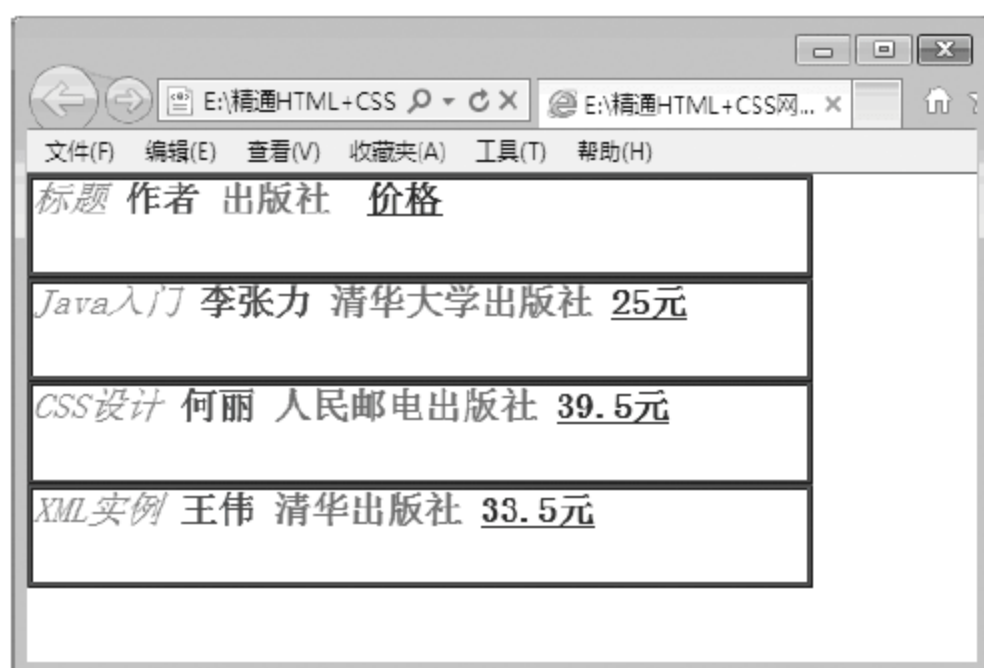 E:\精通HTML+CSS E:\精通HTML+CSS网...
文件(F) 编辑(E) 查看(V) 收藏夹(A) 工具(T) 帮助(H)
标题 作者 出版社 价格
Java入门 李张力 清华大学出版社 25元
CSS设计 何丽 人民邮电出版社 39.5元
XML实例 王伟 清华出版社 33.5元